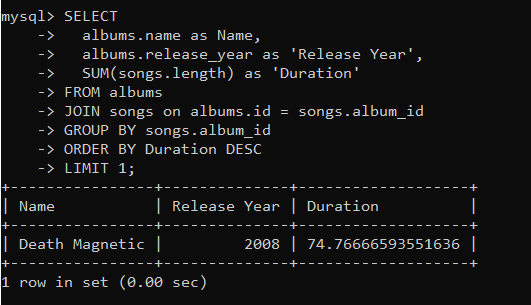 mysql> SELECT
    ->   albums.name as Name,
    ->   albums.release_year as 'Release Year',
    ->   SUM(songs.length) as 'Duration'
    -> FROM albums
    -> JOIN songs on albums.id = songs.album_id
    -> GROUP BY songs.album_id
    -> ORDER BY Duration DESC
    -> LIMIT 1;
+----------------+--------------+-------------------+
| Name           | Release Year | Duration          |
+----------------+--------------+-------------------+
| Death Magnetic |         2008 | 74.76666593551636 |
+----------------+--------------+-------------------+
1 row in set (0.00 sec)